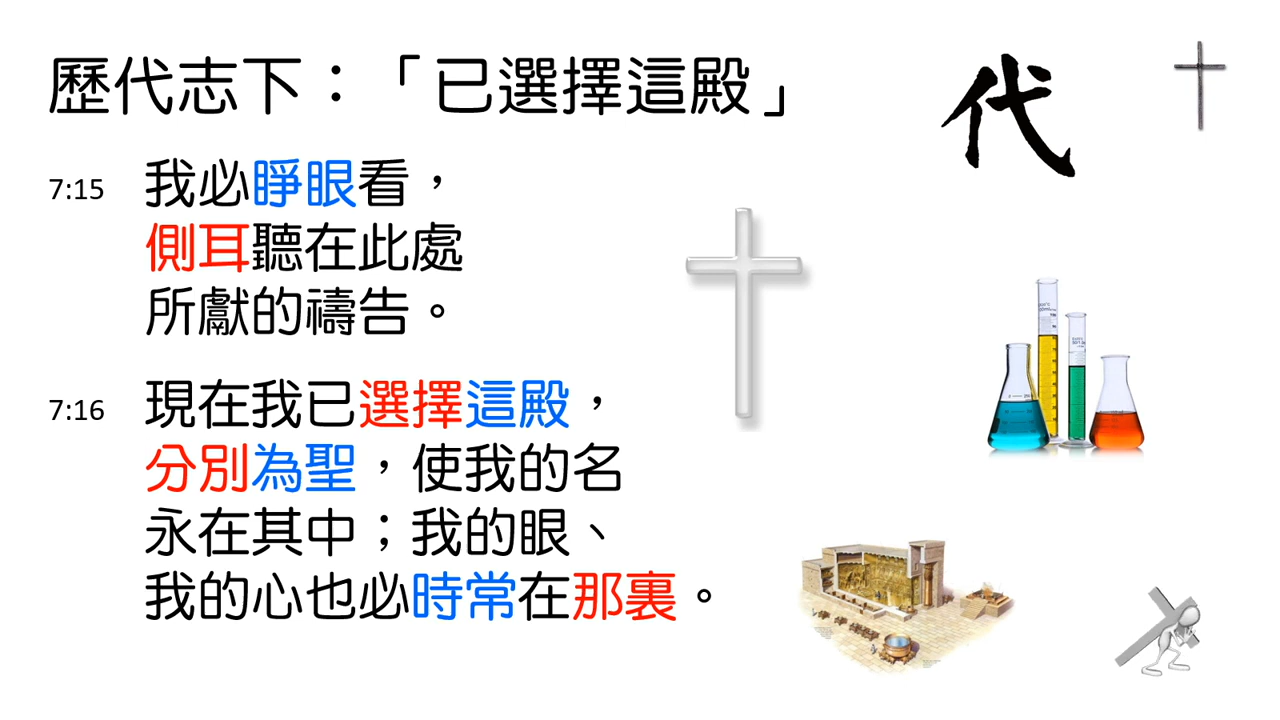 歷代志下：「已選擇這殿」
代
7:15 我必睜眼看，
側耳聽在此處
所獻的禱告。
7:16 現在我已選擇這殿，
分別為聖，使我的名
永在其中；我的眼、
我的心也必時常在那裏。